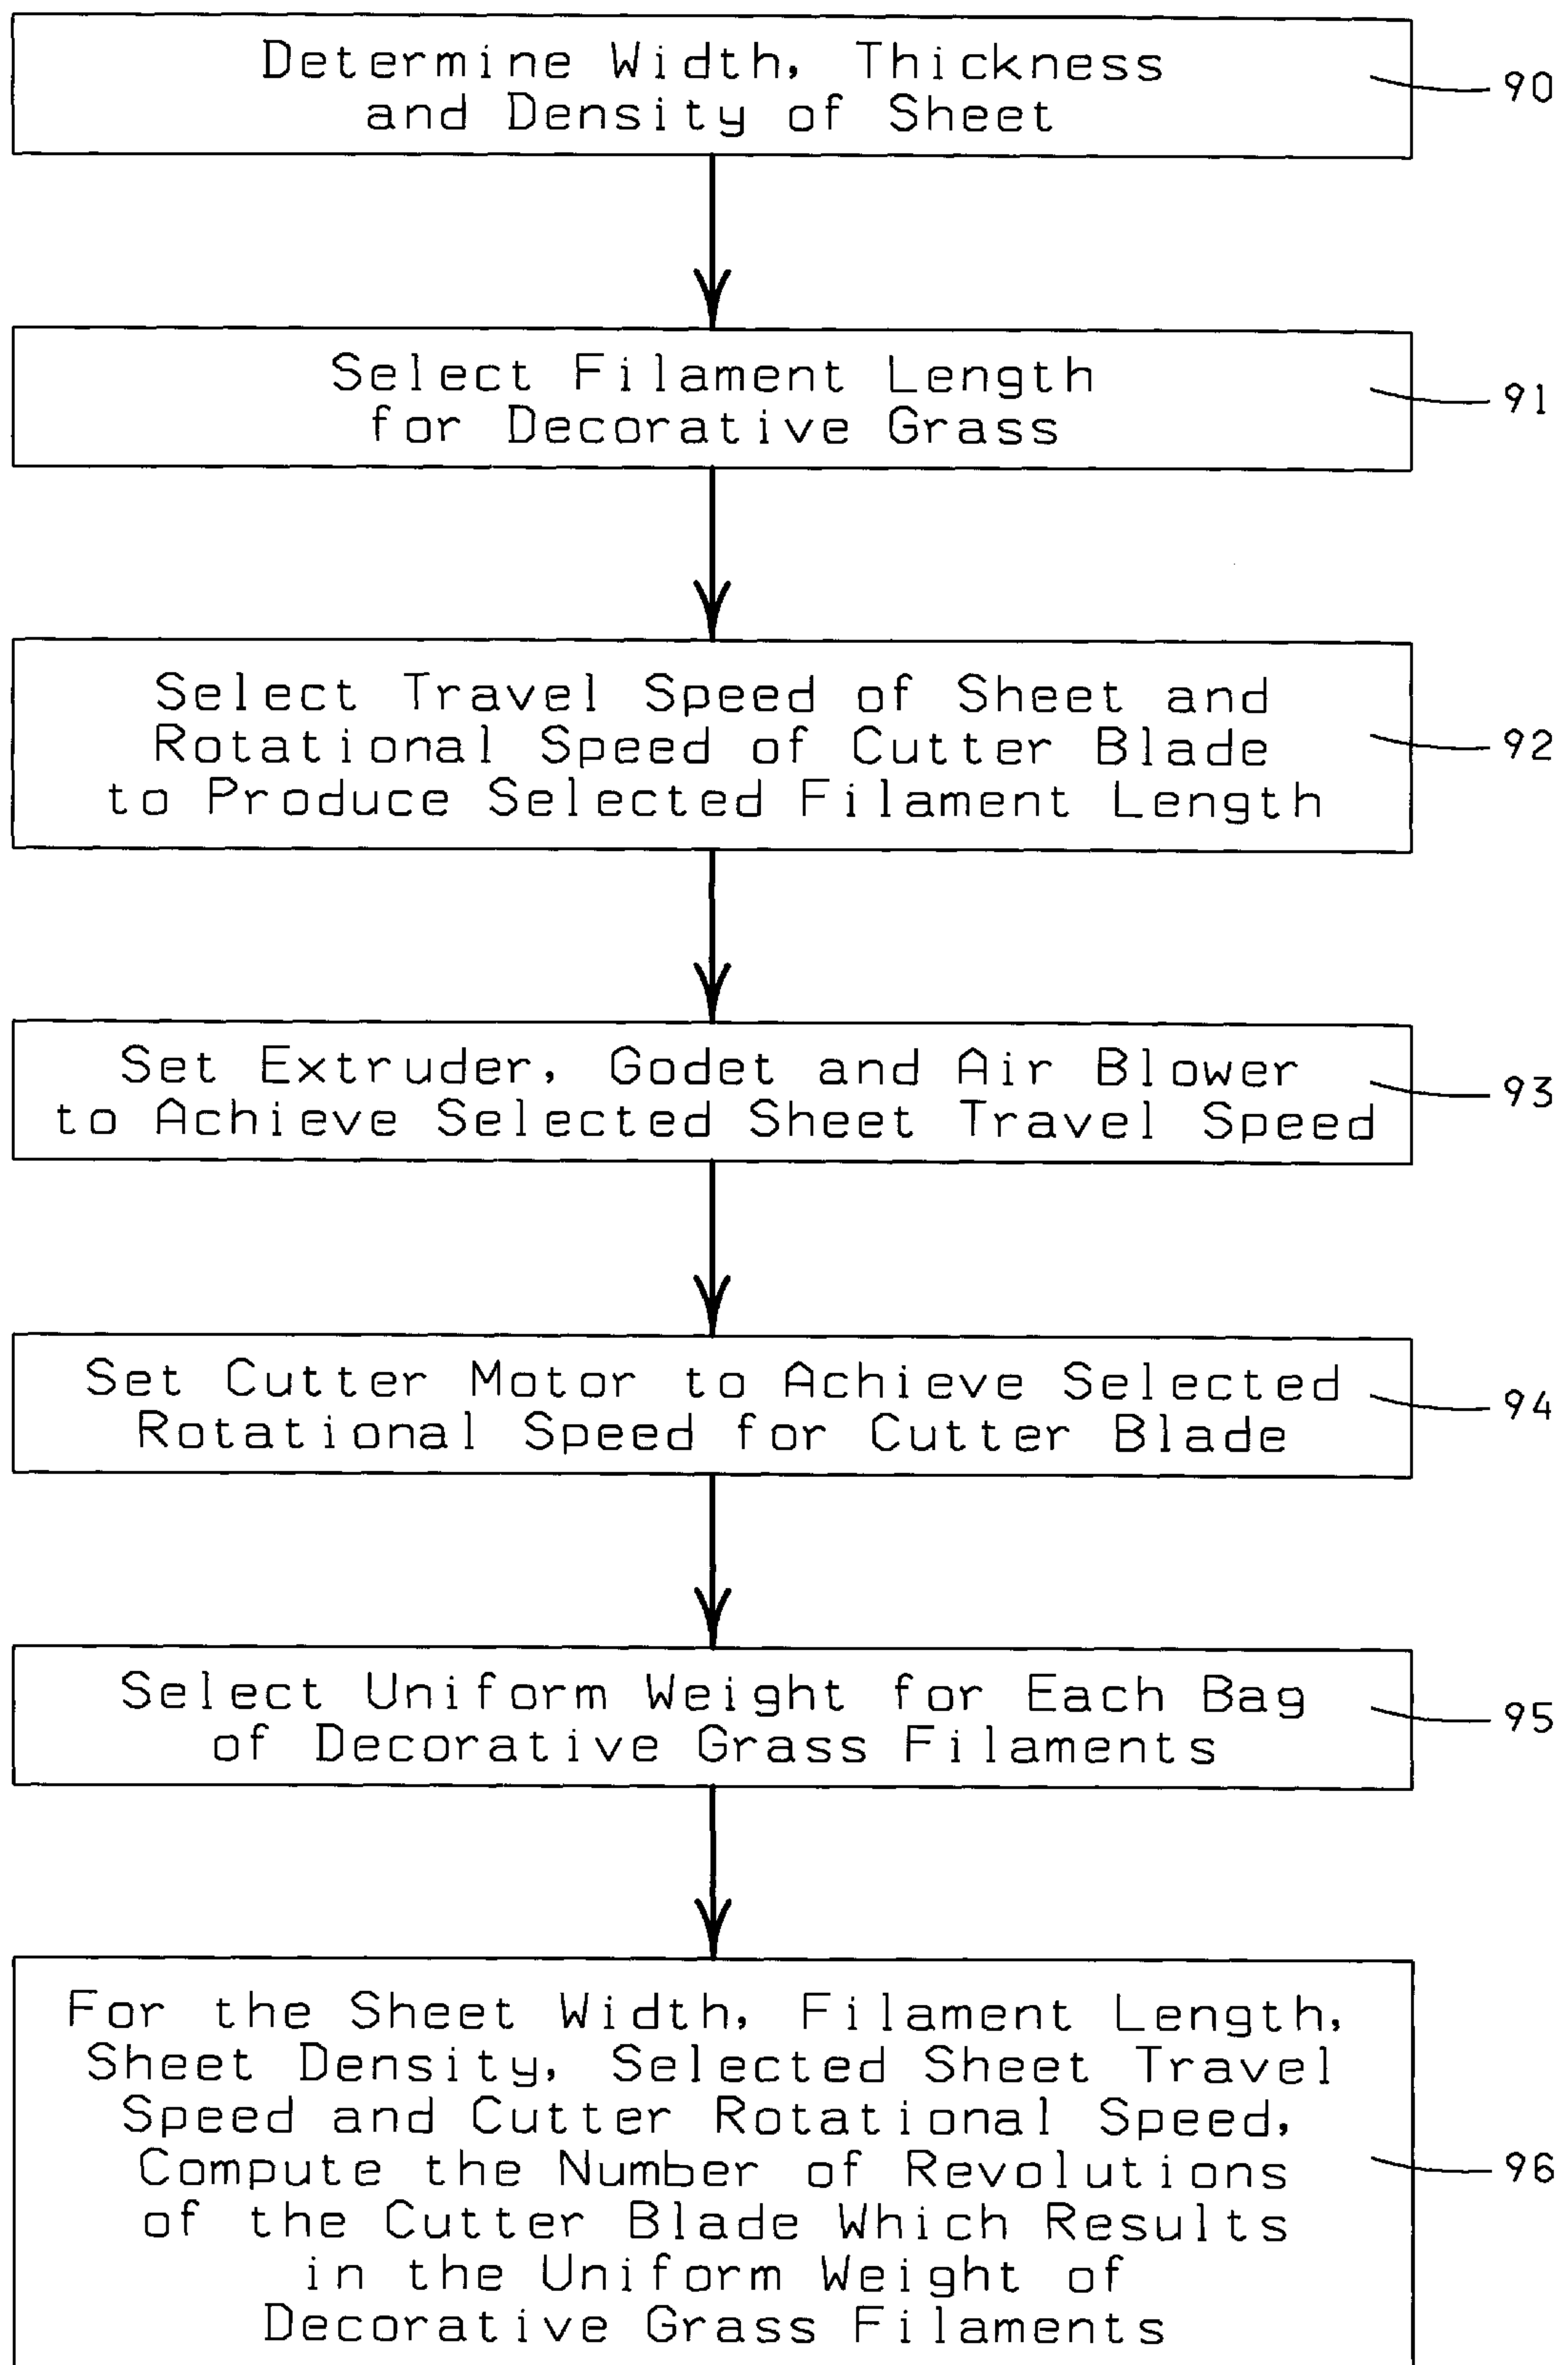 Determine Width, Thickness
and Density of Sheet
90
Select Filament Length
for Decorative Grass
91
Select Travel Speed of Sheet and
Rotational Speed of Cutter Blade
to Produce Selected Filament Length
92
Set Extruder, Godet and Air Blower
to Achieve Selected Sheet Travel Speed
93
Set Cutter Motor to Achieve Selected
Rotational Speed for Cutter Blade
94
Select Uniform Weight for Each Bag
of Decorative Grass Filaments
95
For the Sheet Width, Filament Length,
Sheet Density, Selected Sheet Travel
Speed and Cutter Rotational Speed,
Compute the Number of Revolutions
of the Cutter Blade Which Results
in the Uniform Weight of
Decorative Grass Filaments
96